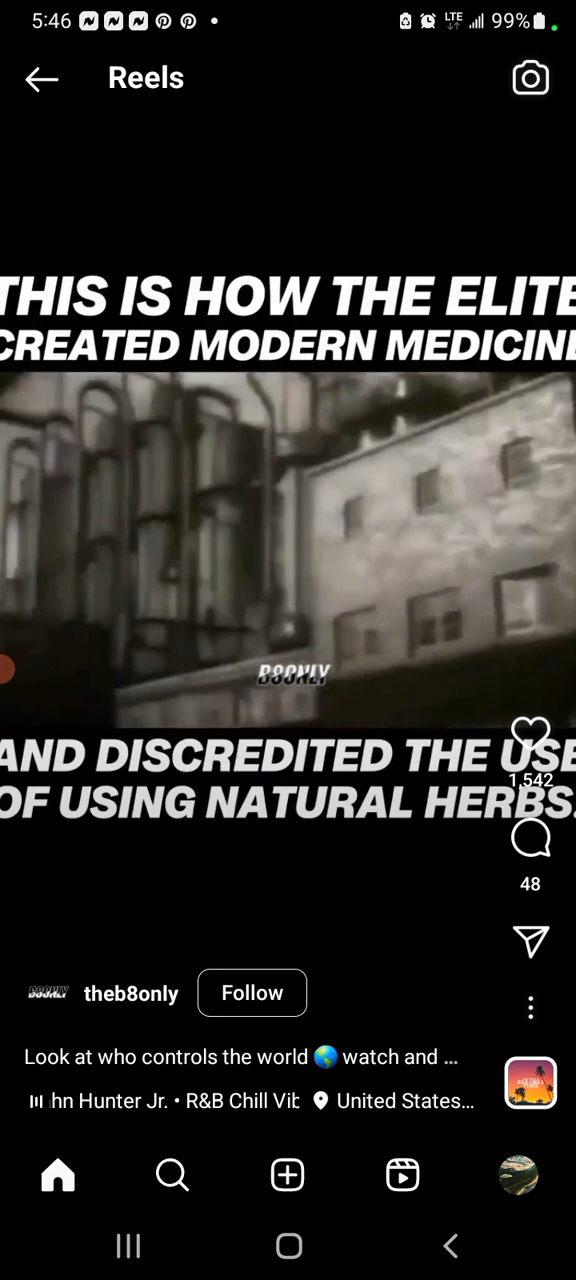 5:46
LTE
99%
Reels
THIS IS HOW THE ELITE
CREATED MODERN MEDICINE
B8ONLY
AND DISCREDITED THE USE
OF USING NATURAL HERBS.
1,542
48
B8ONLY theb8only Follow
Look at who controls the world 🌎 watch and ...
hn Hunter Jr. • R&B Chill Vib United States...